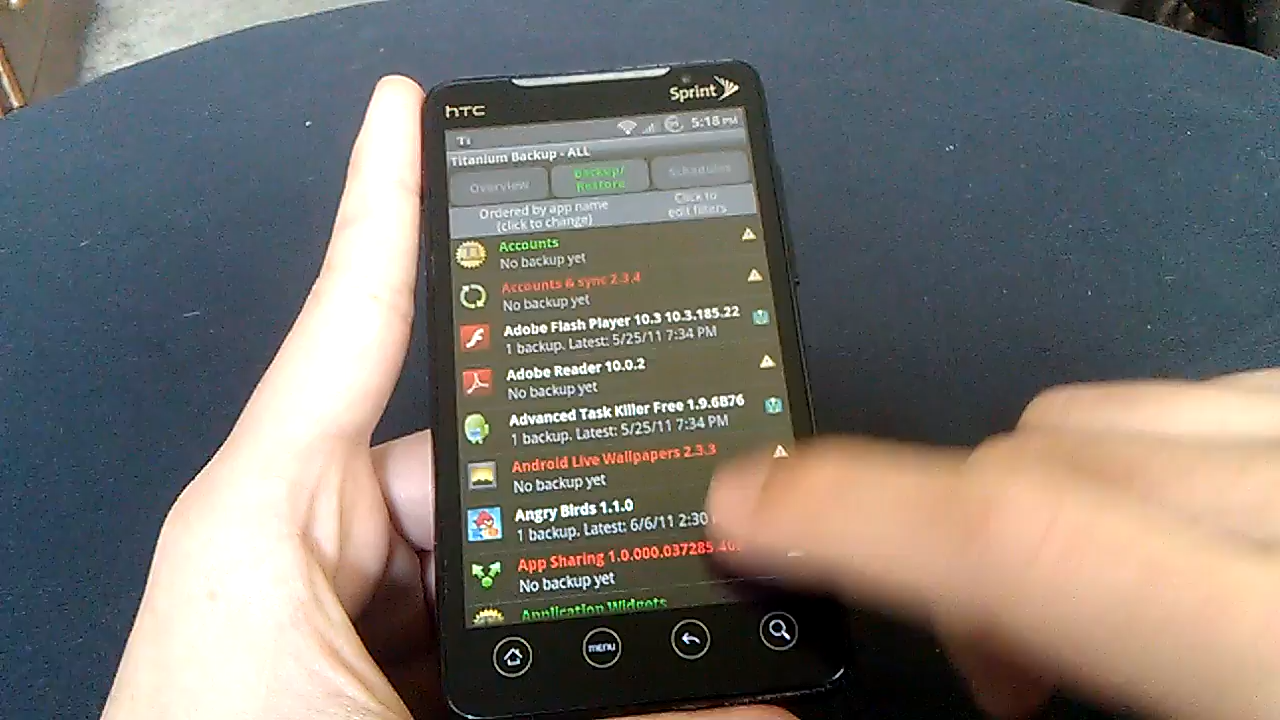 hTC
Sprint
5:18 PM
Titanium Backup - ALL
Overview
Backup/
Restore
Schedules
Ordered by app name
(click to change)
Click to
edit filters
Accounts
No backup yet
Accounts & sync 2.3.4
No backup yet
Adobe Flash Player 10.3 10.3.185.22
1 backup. Latest: 5/25/11 7:34 PM
Adobe Reader 10.0.2
No backup yet
Advanced Task Killer Free 1.9.6B76
1 backup. Latest: 5/25/11 7:34 PM
Android Live Wallpapers 2.3.3
No backup yet
Angry Birds 1.1.0
1 backup. Latest: 6/6/11 2:30
App Sharing 1.0.000.037285
No backup yet
Application Widgets
menu